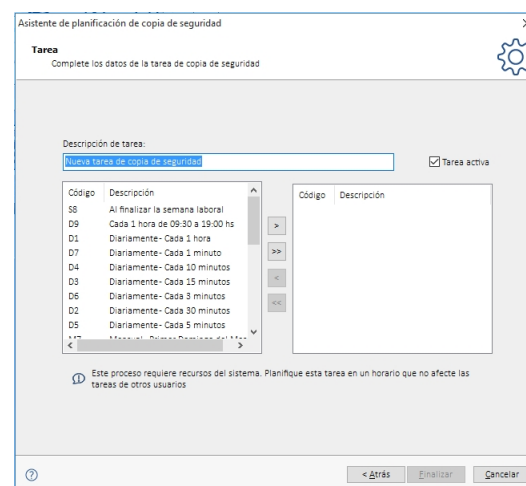 Asistente de planificación de copia de seguridad
Tarea
Complete los datos de la tarea de copia de seguridad
Descripción de tarea:
Nueva tarea de copia de seguridad
Tarea activa
Código Descripción
S8 Al finalizar la semana laboral
D9 Cada 1 hora de 09:30 a 19:00 hs
D1 Diariamente- Cada 1 hora
D7 Diariamente- Cada 1 minuto
D4 Diariamente- Cada 10 minutos
D3 Diariamente- Cada 15 minutos
D6 Diariamente- Cada 3 minutos
D2 Diariamente- Cada 30 minutos
D5 Diariamente- Cada 5 minutos
>
>>
<
<<
Código Descripción
Este proceso requiere recursos del sistema. Planifique esta tarea en un horario que no afecte las
tareas de otros usuarios
< Atrás Finalizar Cancelar